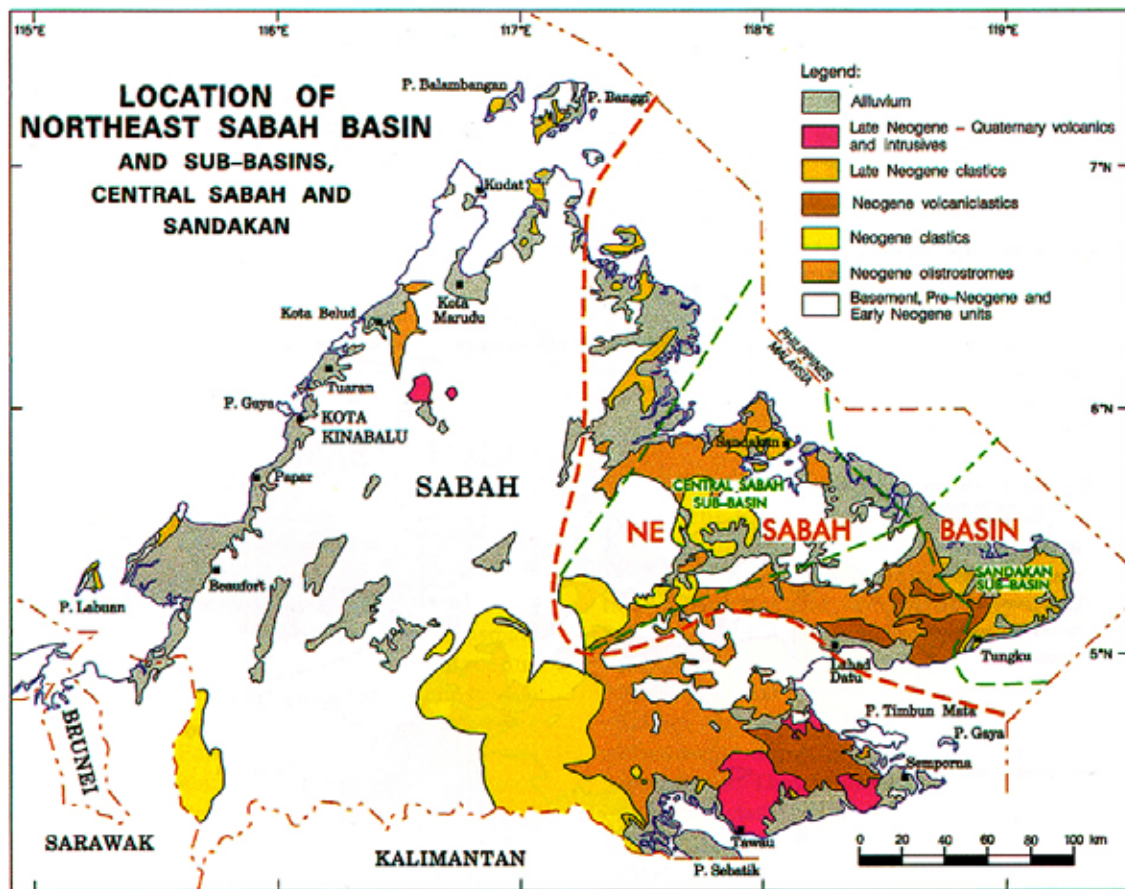 115°E
116°E
117°E
118°E
119°E
LOCATION OF
NORTHEAST SABAH BASIN
AND SUB-BASINS,
CENTRAL SABAH AND
SANDAKAN
P. Balambangan
P. Banggi
Legend:
Allluvium
Late Neogene – Quaternary volcanics
and intrusives
Late Neogene clastics
Neogene volcaniclastics
Neogene clastics
Neogene olistrostromes
Basement, Pre-Neogene and
Early Neogene units
7°N
Kudat
Kota
Marudu
Kota Belud
Tuaran
P. Gaya
KOTA
KINABALU
PHILIPPINES
MALAYSIA
6°N
Sandakan
Papar
SABAH
CENTRAL SABAH
SUB-BASIN
NE SABAH BASIN
SANDAKAN
SUB-BASIN
Beaufort
P. Labuan
Tungku
5°N
Lahad
Datu
P. Timbun Mata
P. Gaya
Semporna
BRUNEI
SARAWAK
KALIMANTAN
Tawau
P. Sebatik
0 20 40 60 80 100 km